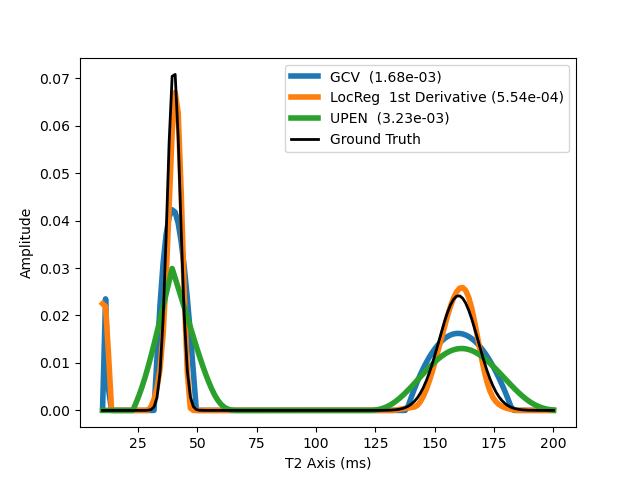 GCV  (1.68e-03)
LocReg  1st Derivative (5.54e-04)
UPEN  (3.23e-03)
Ground Truth
0.07
0.06
0.05
0.04
0.03
0.02
0.01
0.00
Amplitude
25 50 75 100 125 150 175 200
T2 Axis (ms)